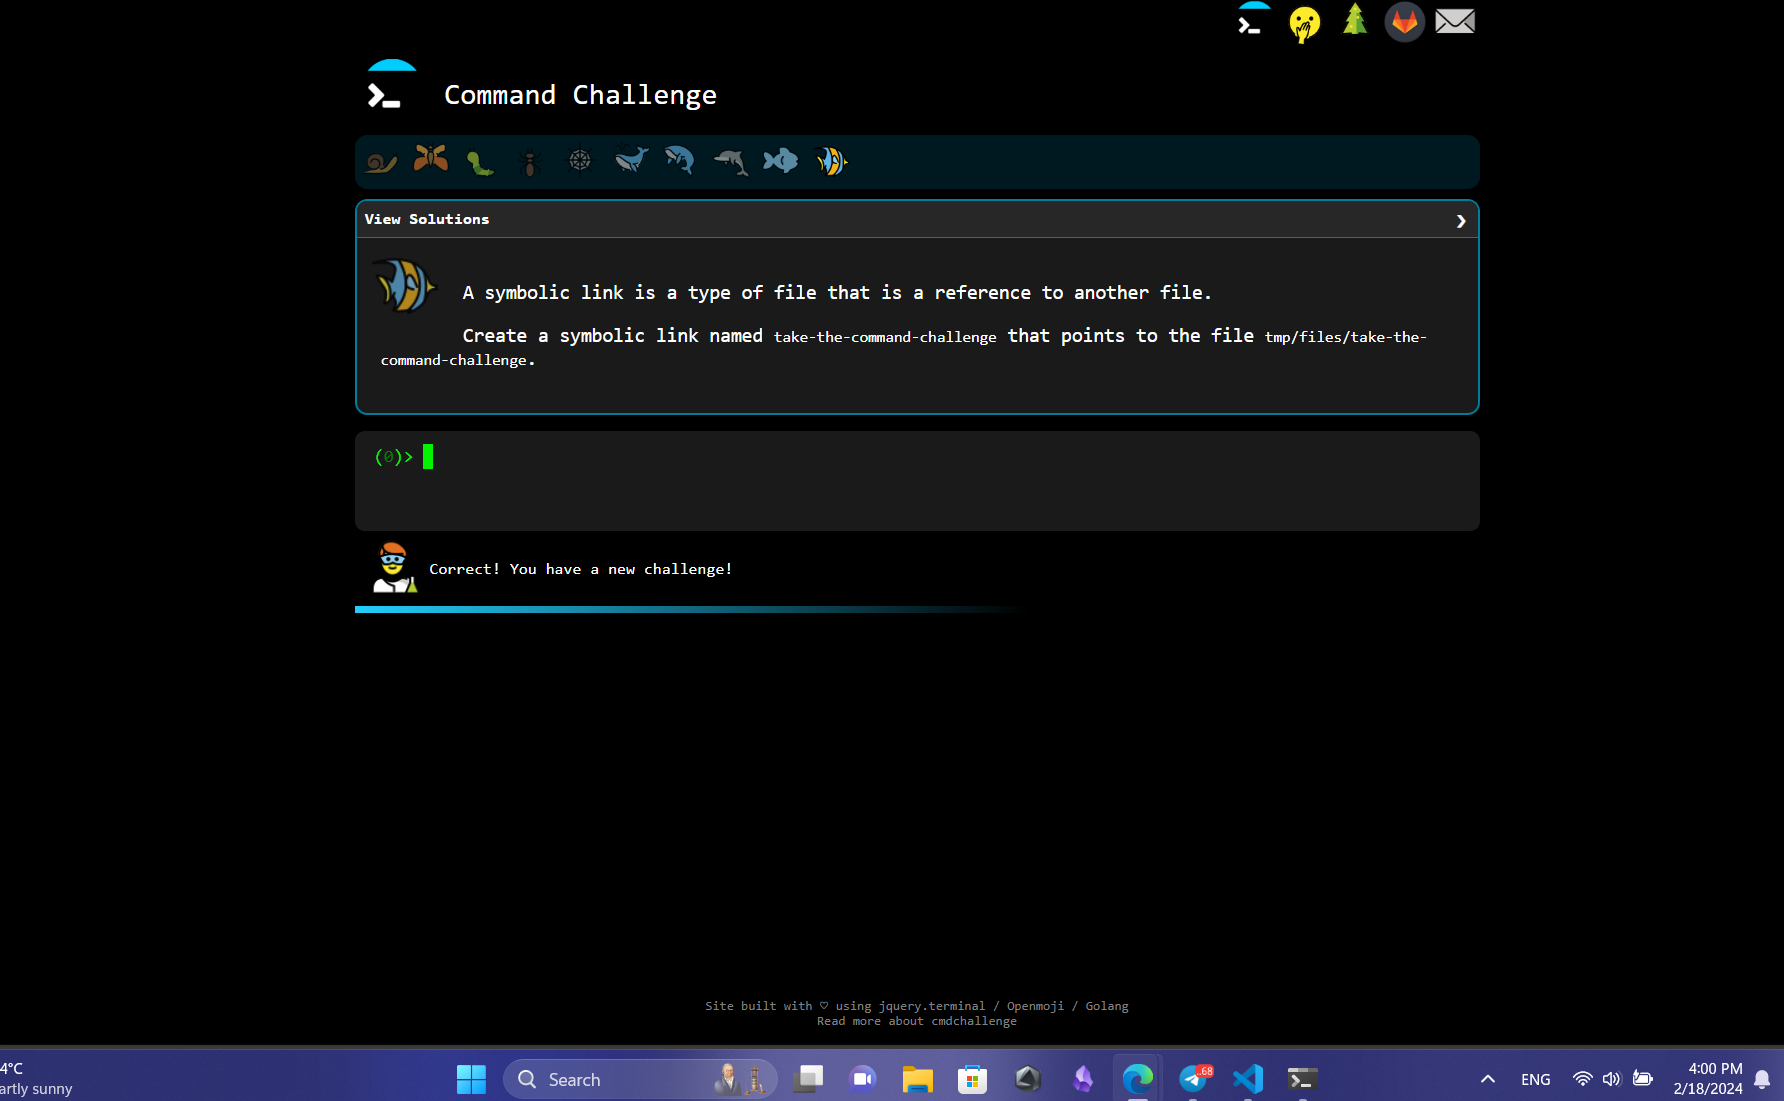 Command Challenge
View Solutions
A symbolic link is a type of file that is a reference to another file.
Create a symbolic link named take-the-command-challenge that points to the file tmp/files/take-the-
command-challenge.
(0)>
Correct! You have a new challenge!
Site built with ♡ using jquery.terminal / Openmoji / Golang
Read more about cmdchallenge
4°C
artly sunny
Search
..68
ENG
4:00 PM
2/18/2024